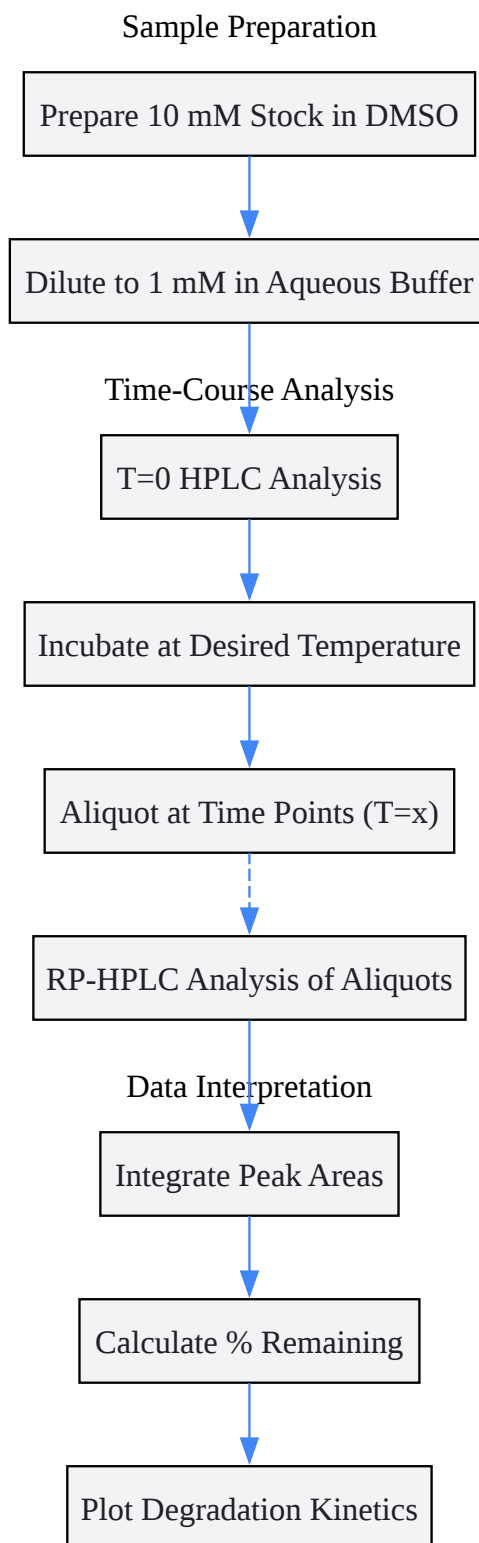 Sample Preparation
Prepare 10 mM Stock in DMSO
Dilute to 1 mM in Aqueous Buffer
Time-Course Analysis
T=0 HPLC Analysis
Incubate at Desired Temperature
Aliquot at Time Points (T=x)
RP-HPLC Analysis of Aliquots
Data Interpretation
Integrate Peak Areas
Calculate % Remaining
Plot Degradation Kinetics